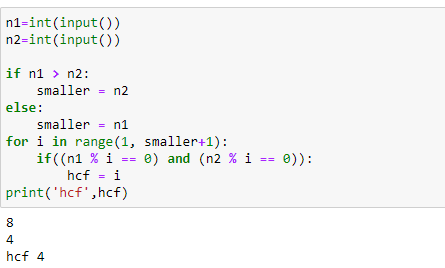 n1=int(input())
n2=int(input())

if n1 > n2:
    smaller = n2
else:
    smaller = n1
for i in range(1, smaller+1):
    if((n1 % i == 0) and (n2 % i == 0)):
        hcf = i
print('hcf',hcf)

8
4
hcf 4